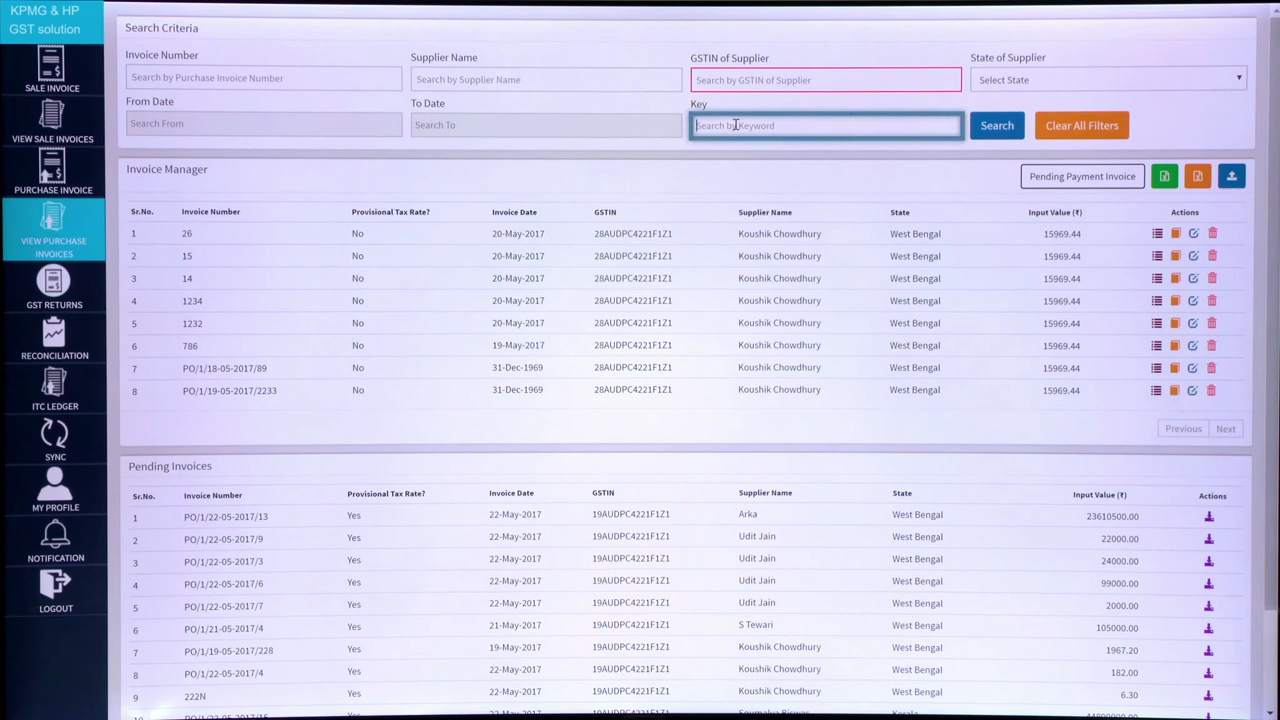 KPMG & HP
GST solution
SALE INVOICE
VIEW SALE INVOICES
PURCHASE INVOICE
VIEW PURCHASE
INVOICES
GST RETURNS
RECONCILIATION
ITC LEDGER
SYNC
MY PROFILE
NOTIFICATION
LOGOUT
Search Criteria
Invoice Number Supplier Name GSTIN of Supplier State of Supplier
Search by Purchase Invoice Number Search by Supplier Name Search by GSTIN of Supplier Select State
From Date To Date Key
Search From Search To Search by Keyword Search Clear All Filters
Invoice Manager Pending Payment Invoice
Sr.No. Invoice Number Provisional Tax Rate? Invoice Date GSTIN Supplier Name State Input Value (₹) Actions
1 26 No 20-May-2017 28AUDPC4221F1Z1 Koushik Chowdhury West Bengal 15969.44
2 15 No 20-May-2017 28AUDPC4221F1Z1 Koushik Chowdhury West Bengal 15969.44
3 14 No 20-May-2017 28AUDPC4221F1Z1 Koushik Chowdhury West Bengal 15969.44
4 1234 No 20-May-2017 28AUDPC4221F1Z1 Koushik Chowdhury West Bengal 15969.44
5 1232 No 20-May-2017 28AUDPC4221F1Z1 Koushik Chowdhury West Bengal 15969.44
6 786 No 19-May-2017 28AUDPC4221F1Z1 Koushik Chowdhury West Bengal 15969.44
7 PO/1/18-05-2017/89 No 31-Dec-1969 28AUDPC4221F1Z1 Koushik Chowdhury West Bengal 15969.44
8 PO/1/19-05-2017/2233 No 31-Dec-1969 28AUDPC4221F1Z1 Koushik Chowdhury West Bengal 15969.44
Previous Next
Pending Invoices
Sr.No. Invoice Number Provisional Tax Rate? Invoice Date GSTIN Supplier Name State Input Value (₹) Actions
1 PO/1/22-05-2017/13 Yes 22-May-2017 19AUDPC4221F1Z1 Arka West Bengal 23610500.00
2 PO/1/22-05-2017/9 Yes 22-May-2017 19AUDPC4221F1Z1 Udit Jain West Bengal 22000.00
3 PO/1/22-05-2017/3 Yes 22-May-2017 19AUDPC4221F1Z1 Udit Jain West Bengal 24000.00
4 PO/1/22-05-2017/6 Yes 22-May-2017 19AUDPC4221F1Z1 Udit Jain West Bengal 99000.00
5 PO/1/22-05-2017/7 Yes 22-May-2017 19AUDPC4221F1Z1 Udit Jain West Bengal 2000.00
6 PO/1/21-05-2017/4 Yes 21-May-2017 19AUDPC4221F1Z1 S Tewari West Bengal 105000.00
7 PO/1/19-05-2017/228 Yes 19-May-2017 19AUDPC4221F1Z1 Koushik Chowdhury West Bengal 1967.20
8 PO/1/22-05-2017/4 Yes 22-May-2017 19AUDPC4221F1Z1 Koushik Chowdhury West Bengal 182.00
9 222N Yes 22-May-2017 19AUDPC4221F1Z1 Koushik Chowdhury West Bengal 6.30